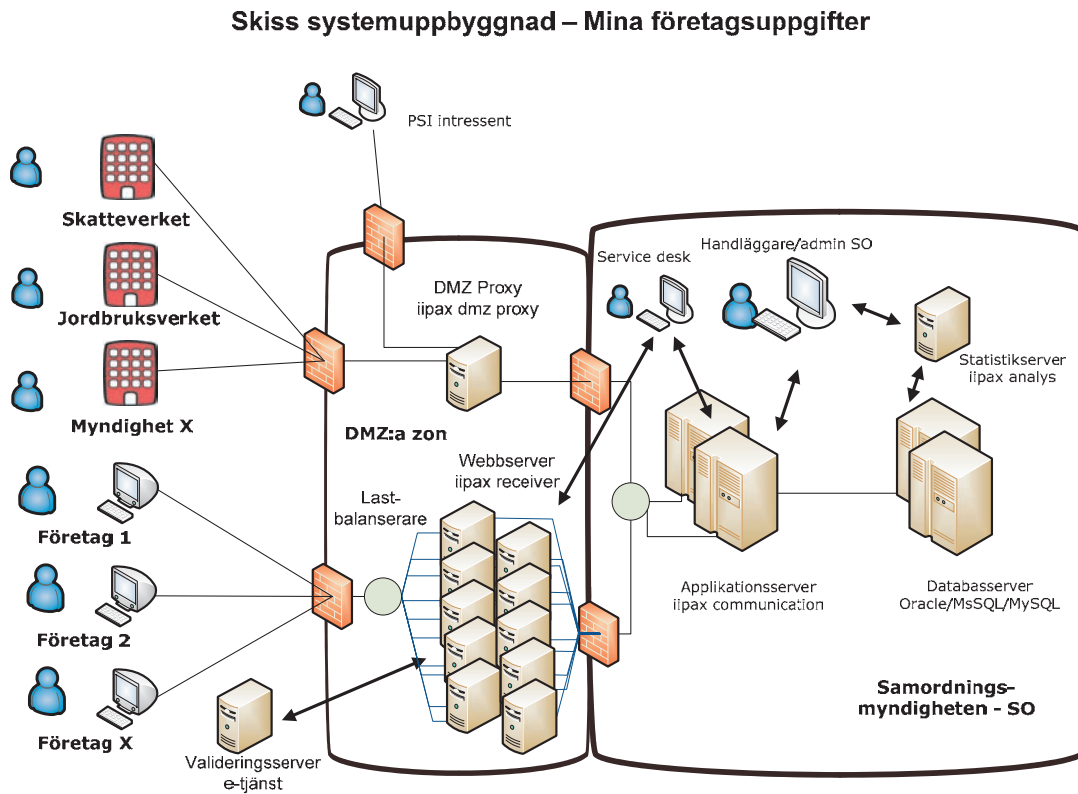 Skiss systemuppbyggnad – Mina företagsuppgifter
PSI intressent
Skatteverket
Jordbruksverket
Myndighet X
Företag 1
Företag 2
Företag X
Valideringsserver
e-tjänst
DMZ Proxy
iipax dmz proxy
DMZ:a zon
Last-
balanserare
Webbserver
iipax receiver
Service desk
Handläggare/admin SO
Statistikserver
iipax analys
Applikationsserver
iipax communication
Databasserver
Oracle/MsSQL/MySQL
Samordnings-
myndigheten - SO